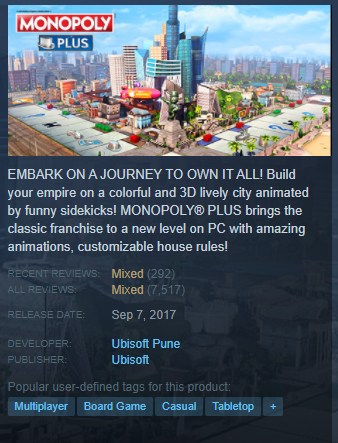 MONOPOLY
PLUS
EMBARK ON A JOURNEY TO OWN IT ALL! Build
your empire on a colorful and 3D lively city animated
by funny sidekicks! MONOPOLY® PLUS brings the
classic franchise to a new level on PC with amazing
animations, customizable house rules!
RECENT REVIEWS: Mixed (292)
ALL REVIEWS: Mixed (7,517)
RELEASE DATE: Sep 7, 2017
DEVELOPER: Ubisoft Pune
PUBLISHER: Ubisoft
Popular user-defined tags for this product:
Multiplayer Board Game Casual Tabletop +